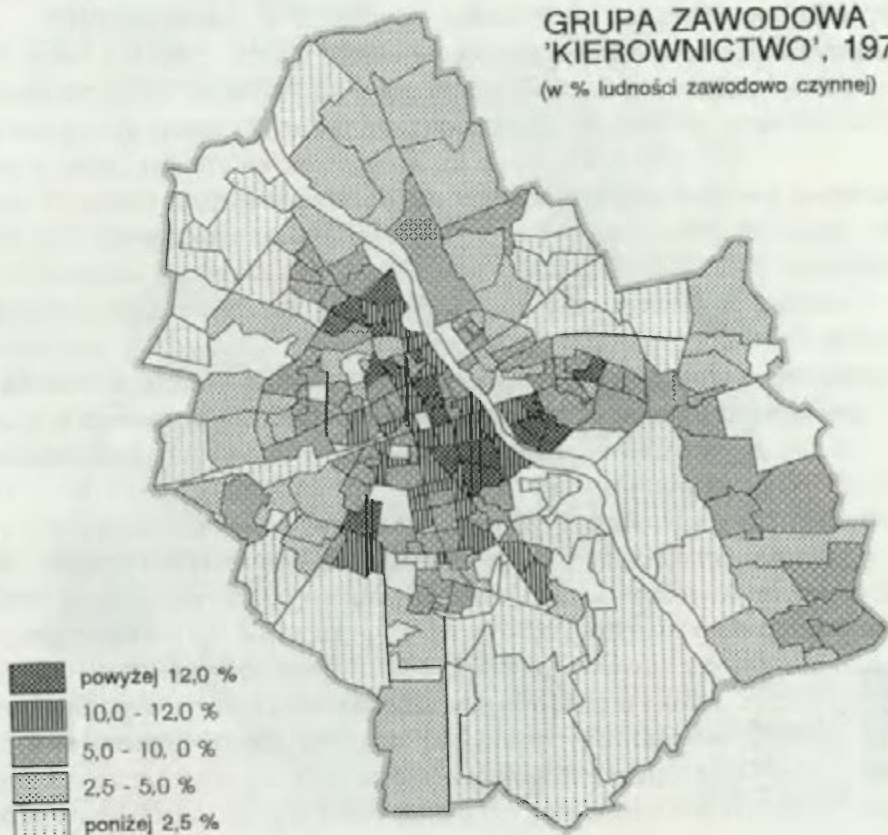 GRUPA ZAWODOWA
'KIEROWNICTWO', 197
(w % ludności zawodowo czynnej)
powyżej 12,0 %
10,0 - 12,0 %
5,0 - 10, 0 %
2,5 - 5,0 %
poniżej 2,5 %